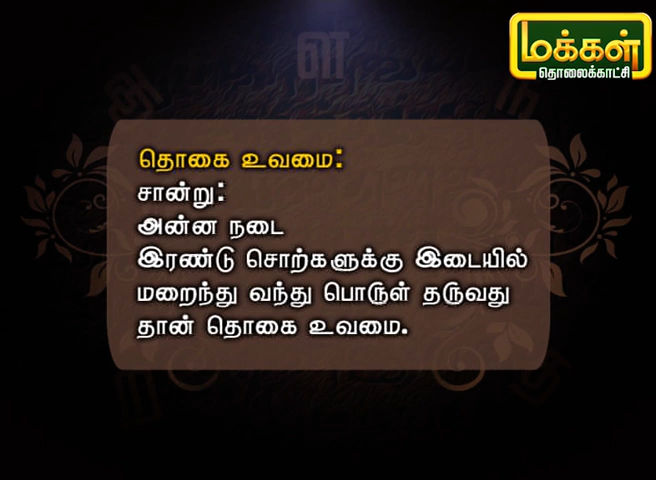 மக்கள்
தொலைக்காட்சி
தொகை உவமை:
சான்று:
அன்ன நடை
இரண்டு சொற்களுக்கு இடையில்
மறைந்து வந்து பொருள் தருவது
தான் தொகை உவமை.